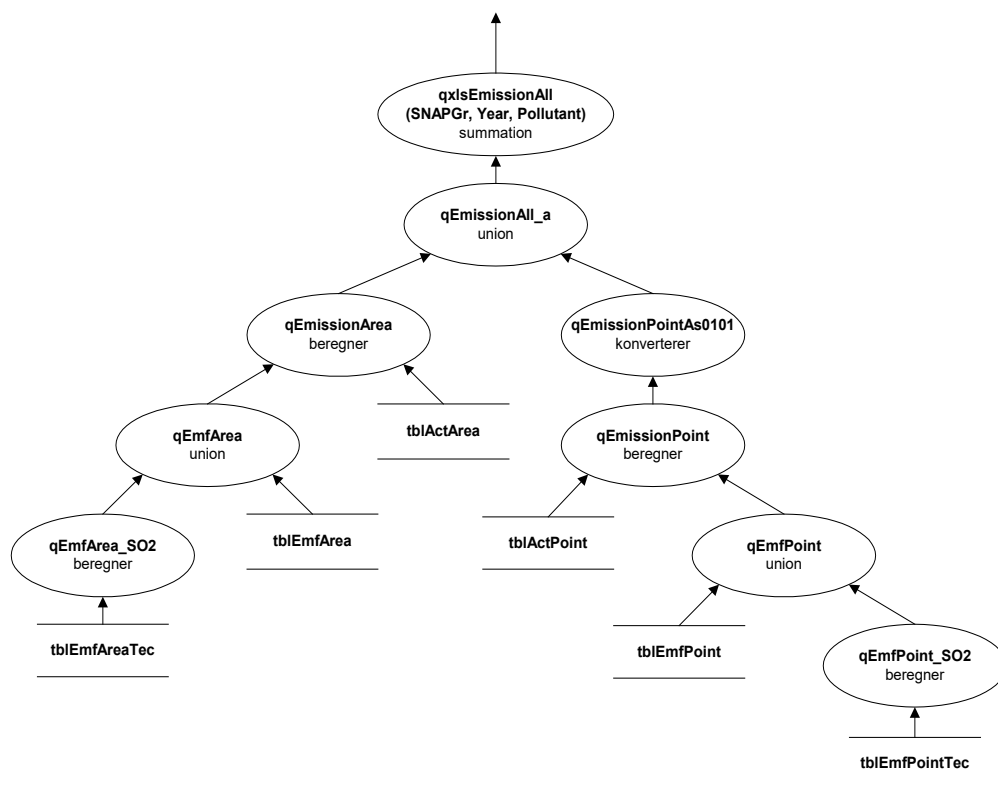 qxlsEmissionAll
(SNAPGr, Year, Pollutant)
summation
qEmissionAll_a
union
qEmissionArea
beregner
qEmissionPointAs0101
konverterer
qEmfArea
union
tblActArea
qEmissionPoint
beregner
qEmfArea_SO2
beregner
tblEmfArea
tblActPoint
qEmfPoint
union
tblEmfAreaTec
tblEmfPoint
qEmfPoint_SO2
beregner
tblEmfPointTec